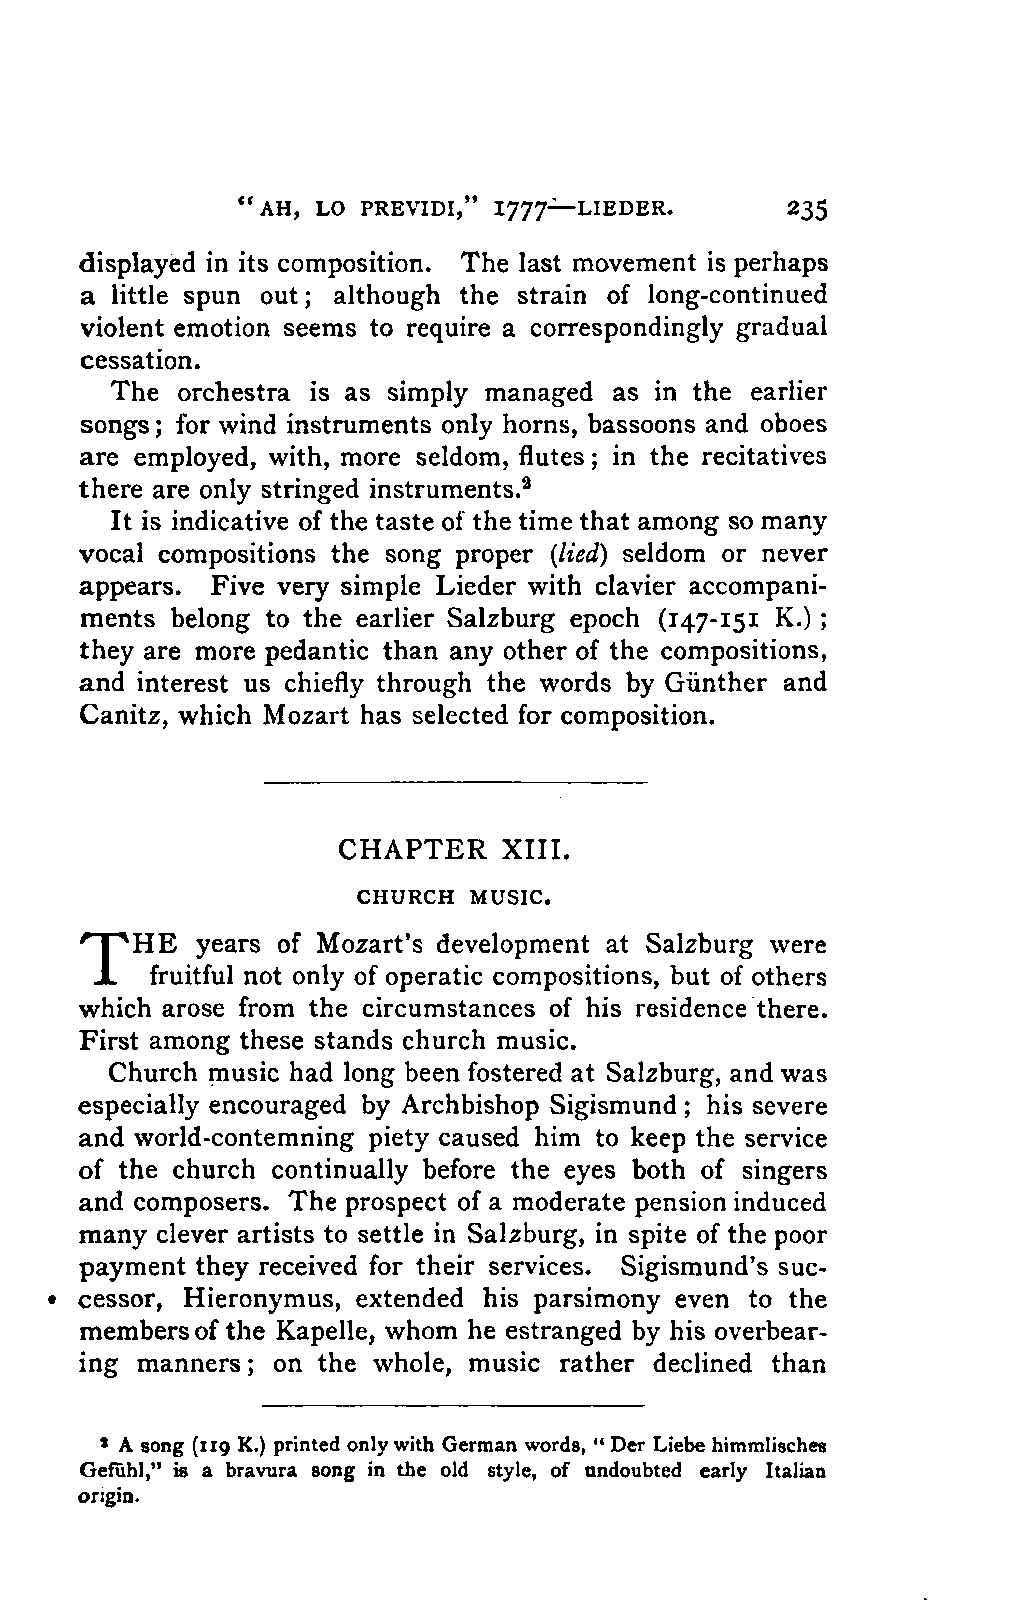 "AH, LO PREVIDI," 1777—LIEDER. 235
displayed in its composition. The last movement is perhaps
a little spun out; although the strain of long-continued
violent emotion seems to require a correspondingly gradual
cessation.
The orchestra is as simply managed as in the earlier
songs; for wind instruments only horns, bassoons and oboes
are employed, with, more seldom, flutes; in the recitatives
there are only stringed instruments.²
It is indicative of the taste of the time that among so many
vocal compositions the song proper (lied) seldom or never
appears. Five very simple Lieder with clavier accompani-
ments belong to the earlier Salzburg epoch (147-151 K.);
they are more pedantic than any other of the compositions,
and interest us chiefly through the words by Günther and
Canitz, which Mozart has selected for composition.
CHAPTER XIII.
CHURCH MUSIC.
THE years of Mozart's development at Salzburg were
fruitful not only of operatic compositions, but of others
which arose from the circumstances of his residence there.
First among these stands church music.
Church music had long been fostered at Salzburg, and was
especially encouraged by Archbishop Sigismund; his severe
and world-contemning piety caused him to keep the service
of the church continually before the eyes both of singers
and composers. The prospect of a moderate pension induced
many clever artists to settle in Salzburg, in spite of the poor
payment they received for their services. Sigismund's suc-
cessor, Hieronymus, extended his parsimony even to the
members of the Kapelle, whom he estranged by his overbear-
ing manners; on the whole, music rather declined than
² A song (119 K.) printed only with German words, "Der Liebe himmlisches
Gefühl," is a bravura song in the old style, of undoubted early Italian
origin.